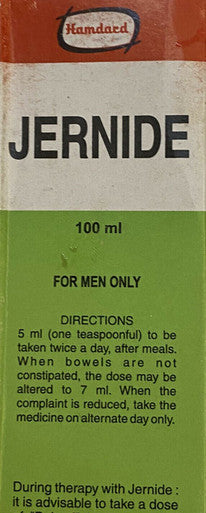 Hamdard
JERNIDE
100 ml
FOR MEN ONLY
DIRECTIONS
5 ml (one teaspoonful) to be
taken twice a day, after meals.
When bowels are not
constipated, the dose may be
altered to 7 ml. When the
complaint is reduced, take the
medicine on alternate day only.
During therapy with Jernide :
it is advisable to take a dose